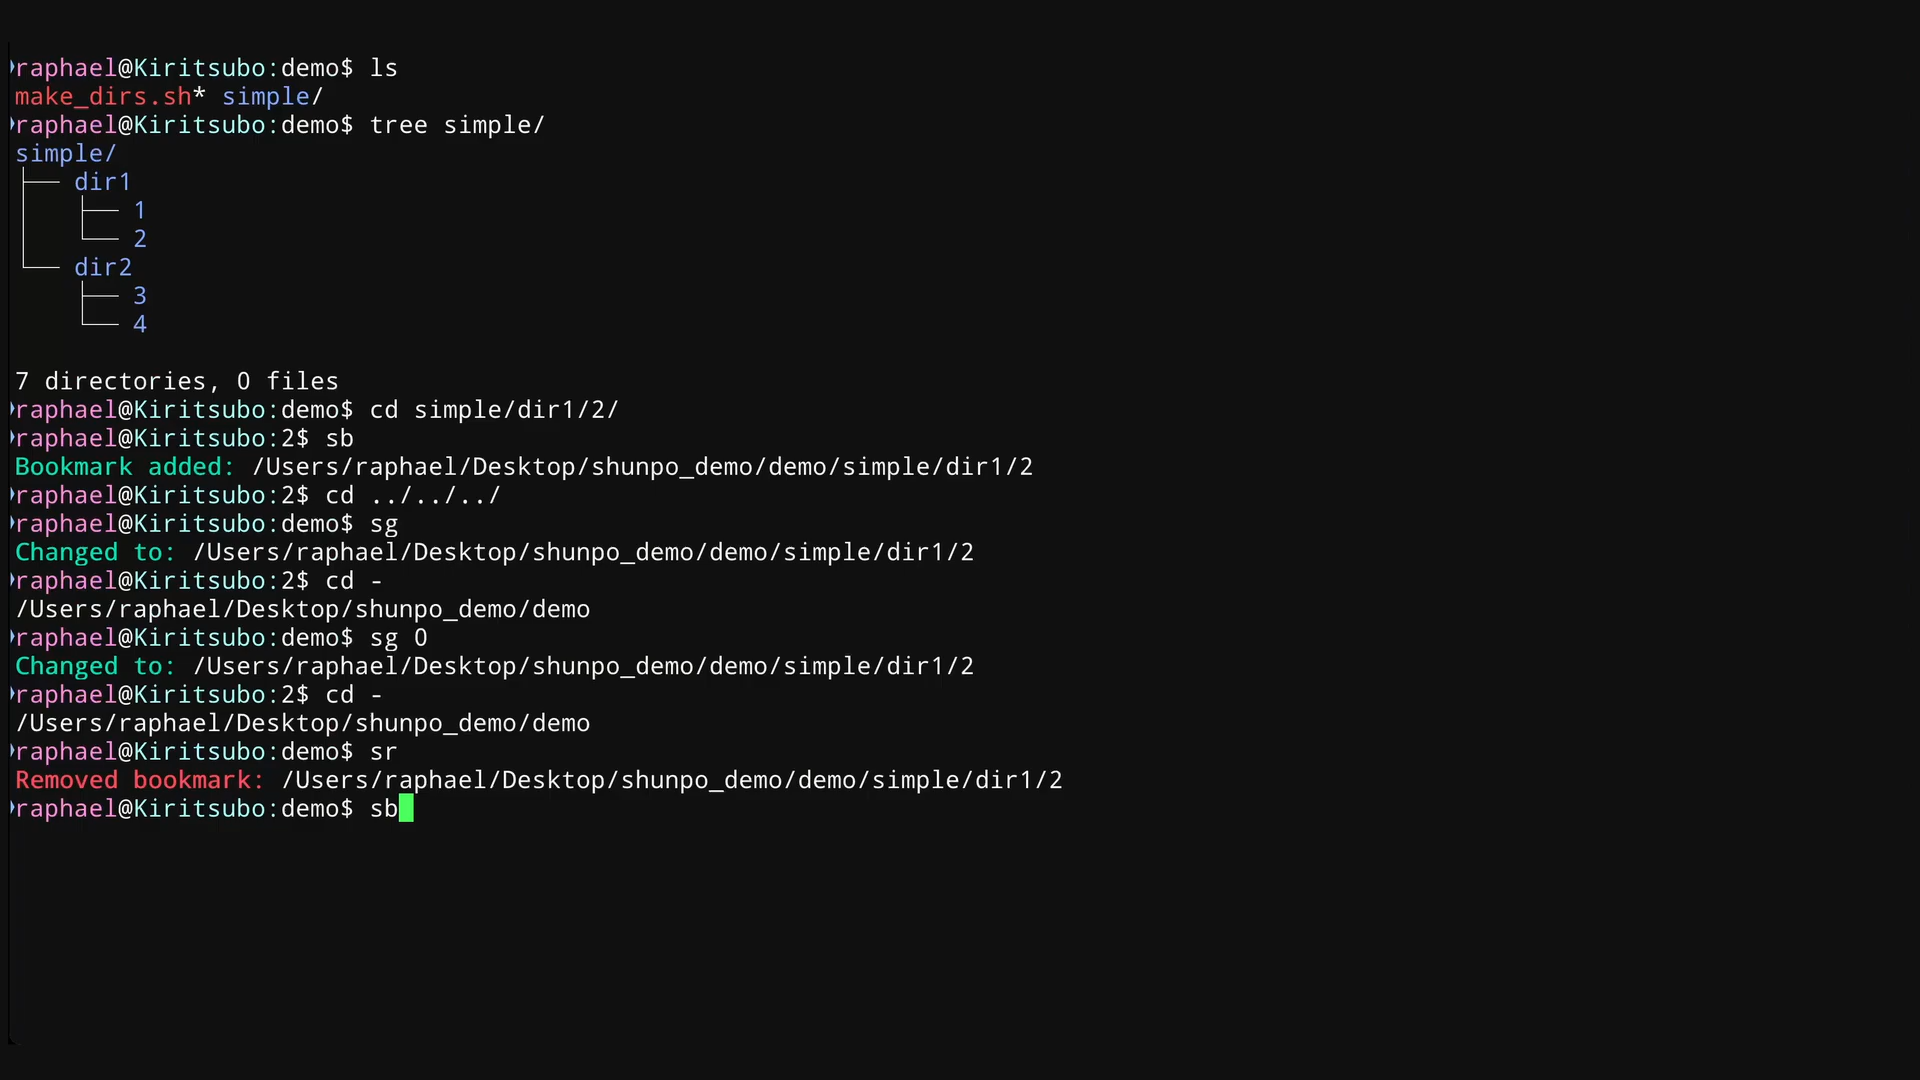 raphael@Kiritsubo:demo$ ls
make_dirs.sh* simple/
raphael@Kiritsubo:demo$ tree simple/
simple/
├── dir1
│   ├── 1
│   └── 2
└── dir2
    ├── 3
    └── 4

7 directories, 0 files
raphael@Kiritsubo:demo$ cd simple/dir1/2/
raphael@Kiritsubo:2$ sb
Bookmark added: /Users/raphael/Desktop/shunpo_demo/demo/simple/dir1/2
raphael@Kiritsubo:2$ cd ../../../
raphael@Kiritsubo:demo$ sg
Changed to: /Users/raphael/Desktop/shunpo_demo/demo/simple/dir1/2
raphael@Kiritsubo:2$ cd -
/Users/raphael/Desktop/shunpo_demo/demo
raphael@Kiritsubo:demo$ sg 0
Changed to: /Users/raphael/Desktop/shunpo_demo/demo/simple/dir1/2
raphael@Kiritsubo:2$ cd -
/Users/raphael/Desktop/shunpo_demo/demo
raphael@Kiritsubo:demo$ sr
Removed bookmark: /Users/raphael/Desktop/shunpo_demo/demo/simple/dir1/2
raphael@Kiritsubo:demo$ sb